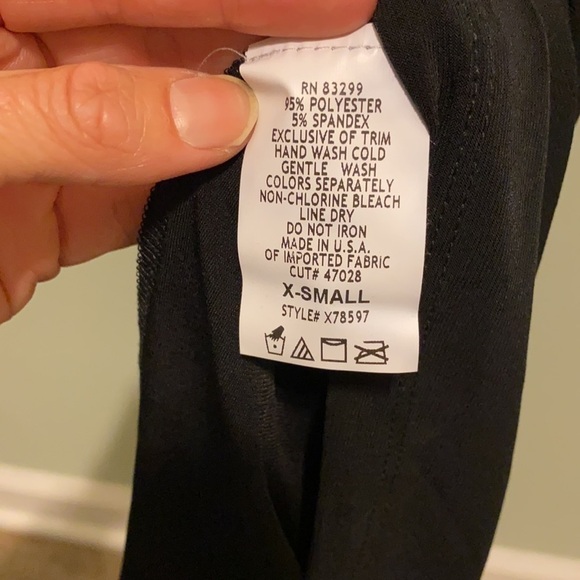 RN 83299
95% POLYESTER
5% SPANDEX
EXCLUSIVE OF TRIM
HAND WASH COLD
GENTLE WASH
COLORS SEPARATELY
NON-CHLORINE BLEACH
LINE DRY
DO NOT IRON
MADE IN U.S.A.
OF IMPORTED FABRIC
CUT# 47028
X-SMALL
STYLE# X78597